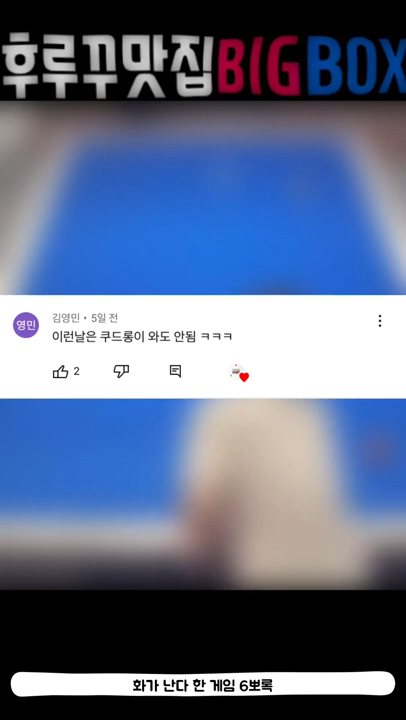 후루꾸맛집BIGBOX
영민
김영민 • 5일 전
이런날은 쿠드롱이 와도 안됨 ㅋㅋㅋ
2
화가 난다 한 게임 6뽀록